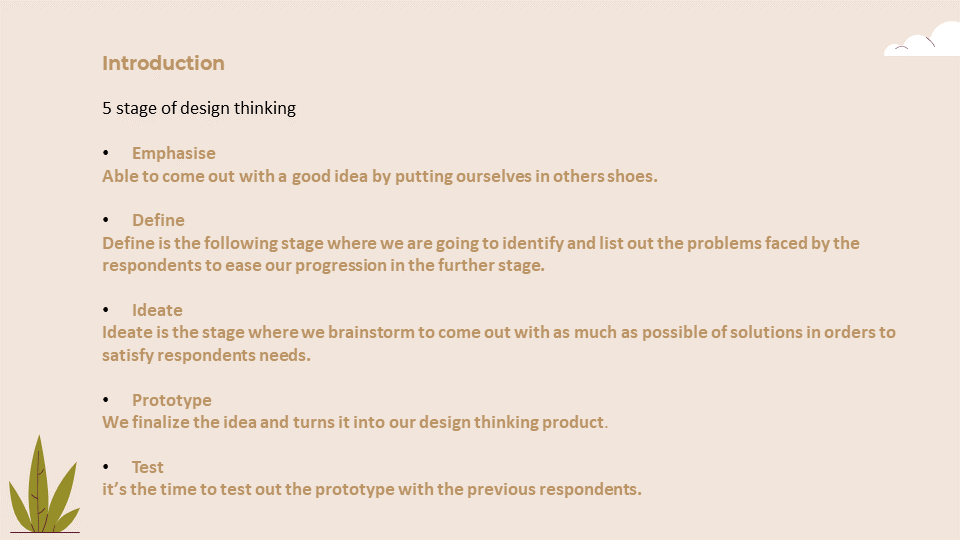 Introduction
5 stage of design thinking
• Emphasise
Able to come out with a good idea by putting ourselves in others shoes.
• Define
Define is the following stage where we are going to identify and list out the problems faced by the
respondents to ease our progression in the further stage.
• Ideate
Ideate is the stage where we brainstorm to come out with as much as possible of solutions in orders to
satisfy respondents needs.
• Prototype
We finalize the idea and turns it into our design thinking product.
• Test
it’s the time to test out the prototype with the previous respondents.